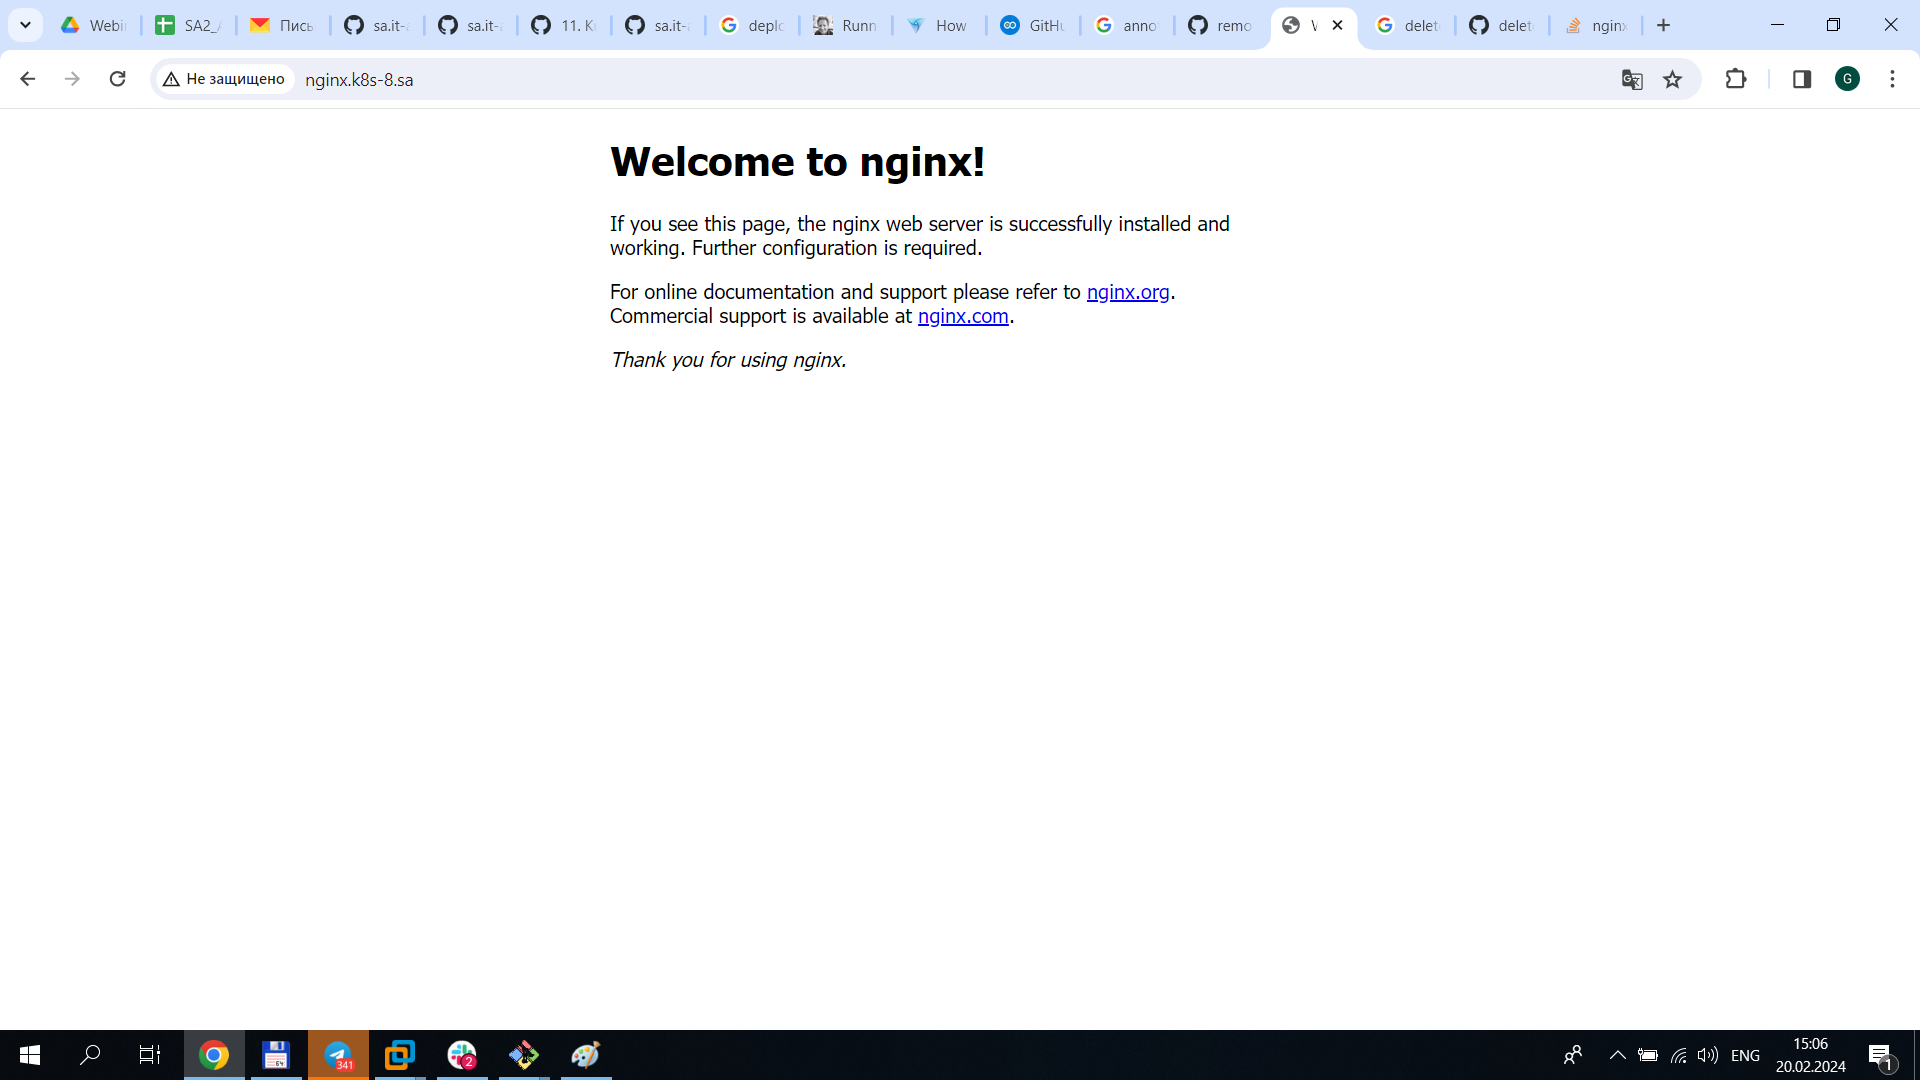 Webi
SA2_
Пись
sa.it-
sa.it-
11. K
sa.it-
deplo
Runn
How
GitHu
anno
remo
W
delet
delet
nginx
Не защищено
nginx.k8s-8.sa
G
Welcome to nginx!
If you see this page, the nginx web server is successfully installed and
working. Further configuration is required.
For online documentation and support please refer to nginx.org.
Commercial support is available at nginx.com.
Thank you for using nginx.
64
341
2
ENG
15:06
20.02.2024
1